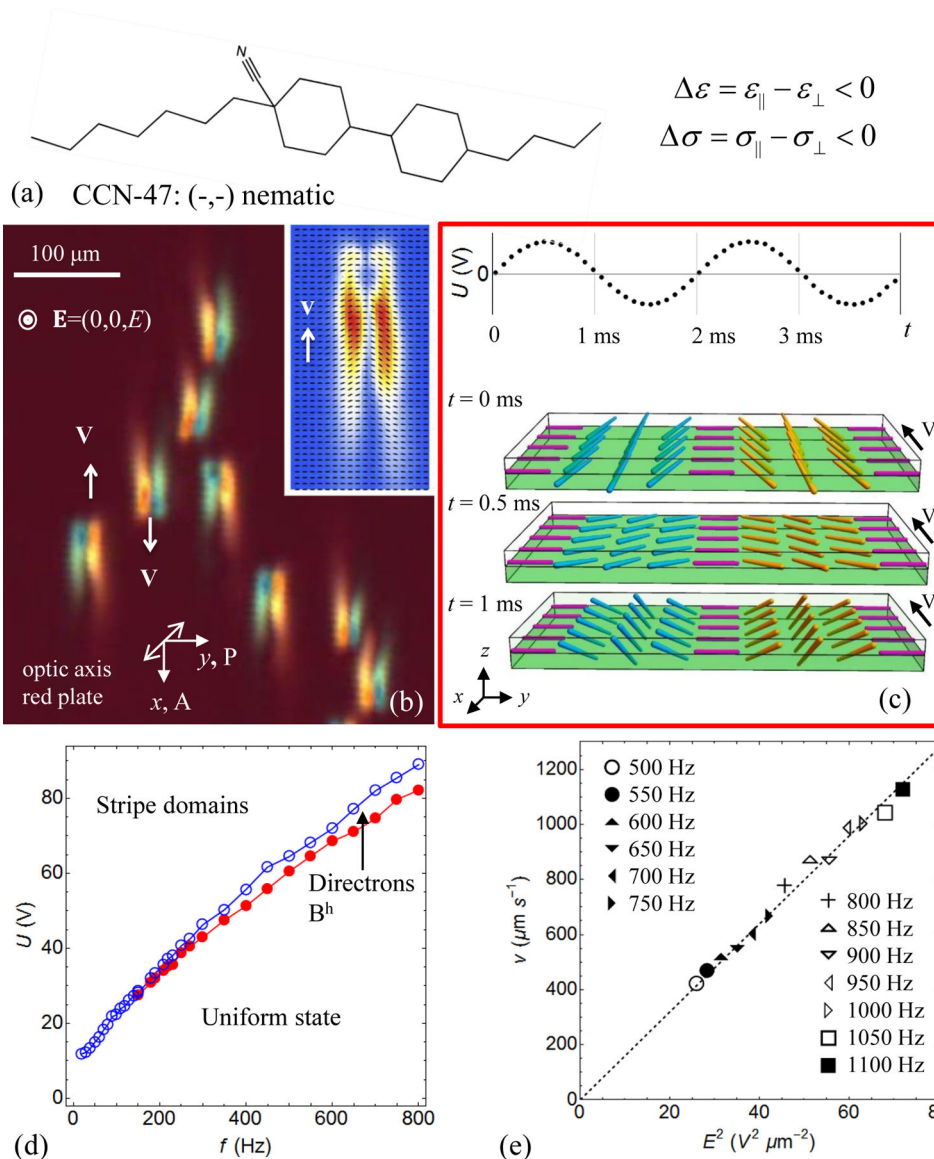 N
Δε = ε∥ − ε⊥ < 0
Δσ = σ∥ − σ⊥ < 0
(a) CCN-47: (-,-) nematic
100 μm
E=(0,0,E)
v
v
v
optic axis
red plate
y, P
x, A
(b)
U (V)
0
0
1 ms
2 ms
3 ms
t
t = 0 ms
V
t = 0.5 ms
V
t = 1 ms
V
z
x
y
(c)
80
60
40
20
0
U (V)
Stripe domains
Directrons
Bʰ
Uniform state
0
200
400
600
800
f (Hz)
(d)
1200
1000
800
600
400
200
0
v (μm s⁻¹)
500 Hz
550 Hz
600 Hz
650 Hz
700 Hz
750 Hz
800 Hz
850 Hz
900 Hz
950 Hz
1000 Hz
1050 Hz
1100 Hz
0
20
40
60
80
E² (V² μm⁻²)
(e)